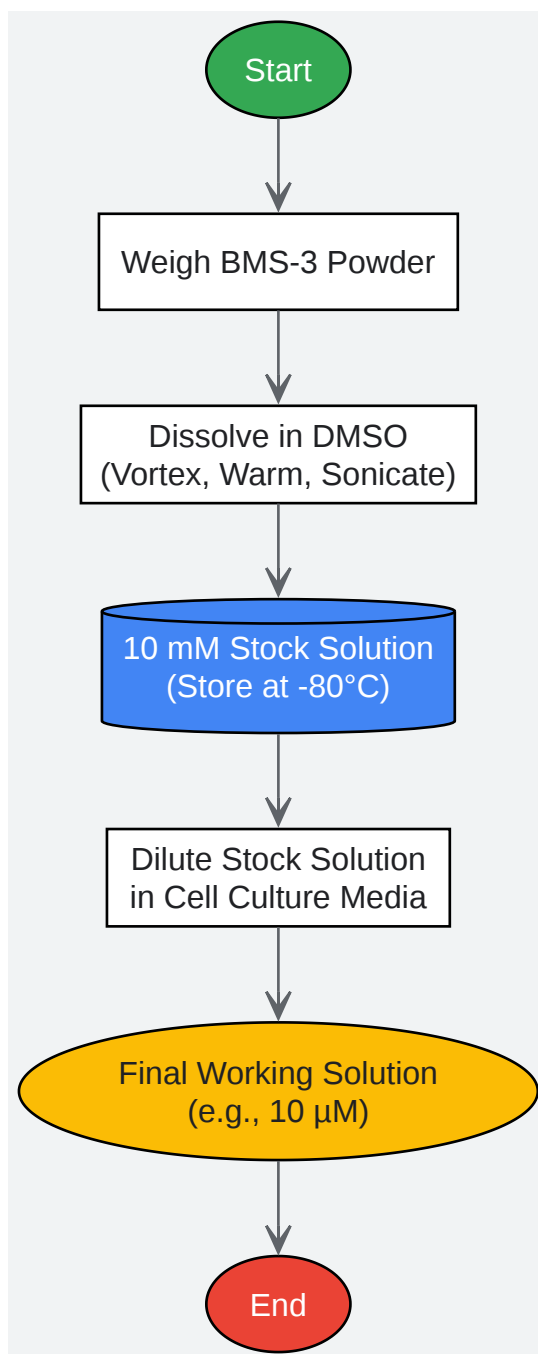 Start
Weigh BMS-3 Powder
Dissolve in DMSO
(Vortex, Warm, Sonicate)
10 mM Stock Solution
(Store at -80°C)
Dilute Stock Solution
in Cell Culture Media
Final Working Solution
(e.g., 10 µM)
End